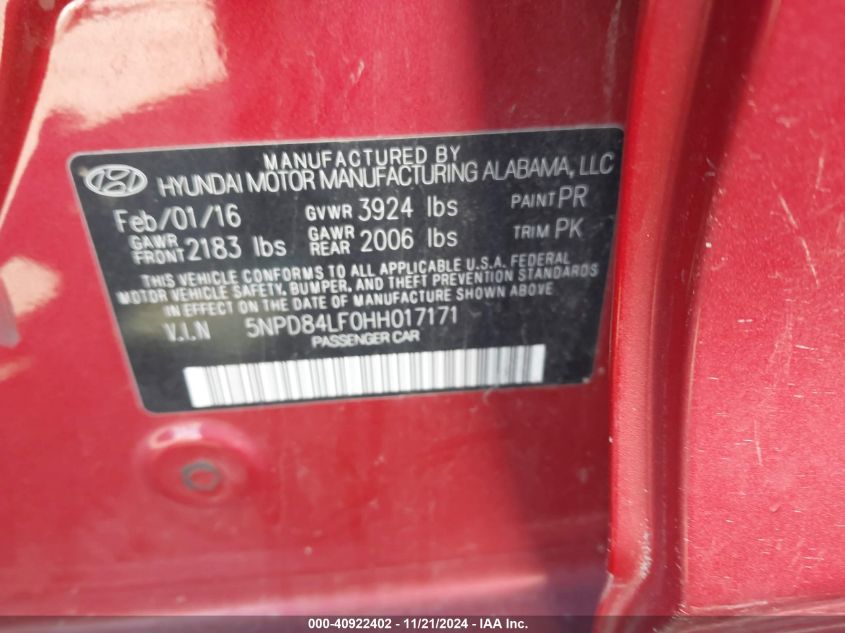 MANUFACTURED BY
HYUNDAI MOTOR MANUFACTURING ALABAMA, LLC
Feb/01/16 GVWR 3924 lbs PAINT PR
GAWR FRONT 2183 lbs GAWR REAR 2006 lbs TRIM PK
THIS VEHICLE CONFORMS TO ALL APPLICABLE U.S.A. FEDERAL
MOTOR VEHICLE SAFETY, BUMPER, AND THEFT PREVENTION STANDARDS
IN EFFECT ON THE DATE OF MANUFACTURE SHOWN ABOVE.
V.I.N 5NPD84LF0HH017171
PASSENGER CAR
000-40922402 - 11/21/2024 - IAA Inc.